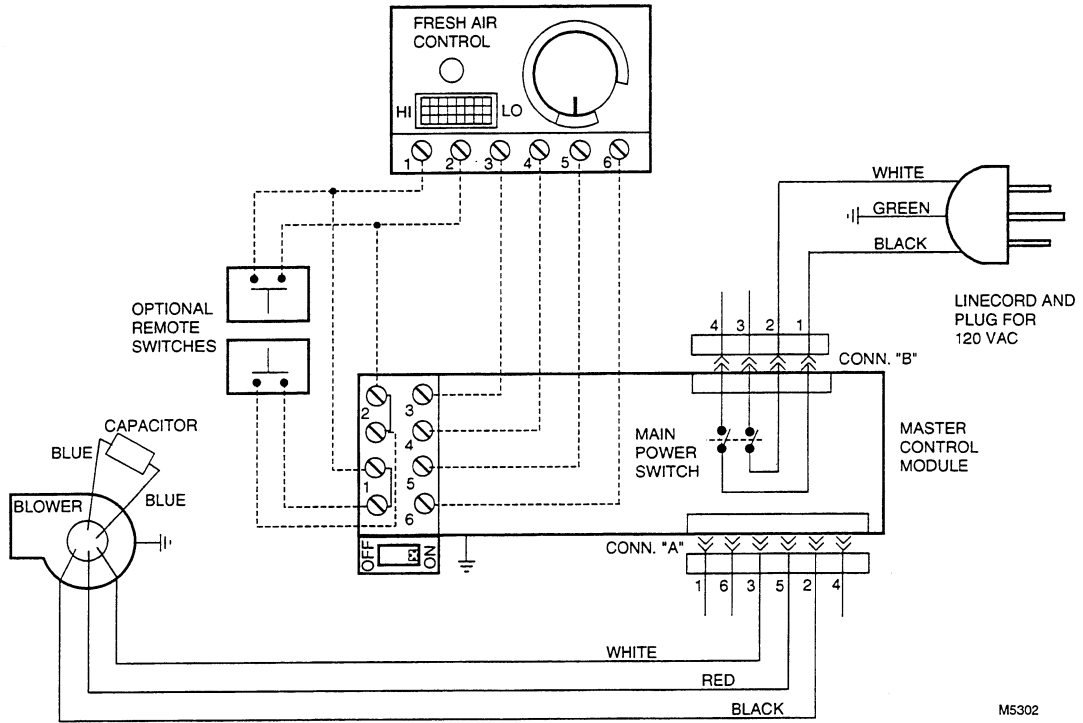 FRESH AIR
CONTROL
HI
LO
1 2 3 4 5 6
WHITE
GREEN
BLACK
LINECORD AND
PLUG FOR
120 VAC
OPTIONAL
REMOTE
SWITCHES
4 3 2 1
CONN. "B"
2
1
3
4
5
6
MAIN
POWER
SWITCH
MASTER
CONTROL
MODULE
CAPACITOR
BLUE
BLUE
BLOWER
OFF
ON
CONN. "A"
1 6 3 5 2 4
WHITE
RED
BLACK
M5302